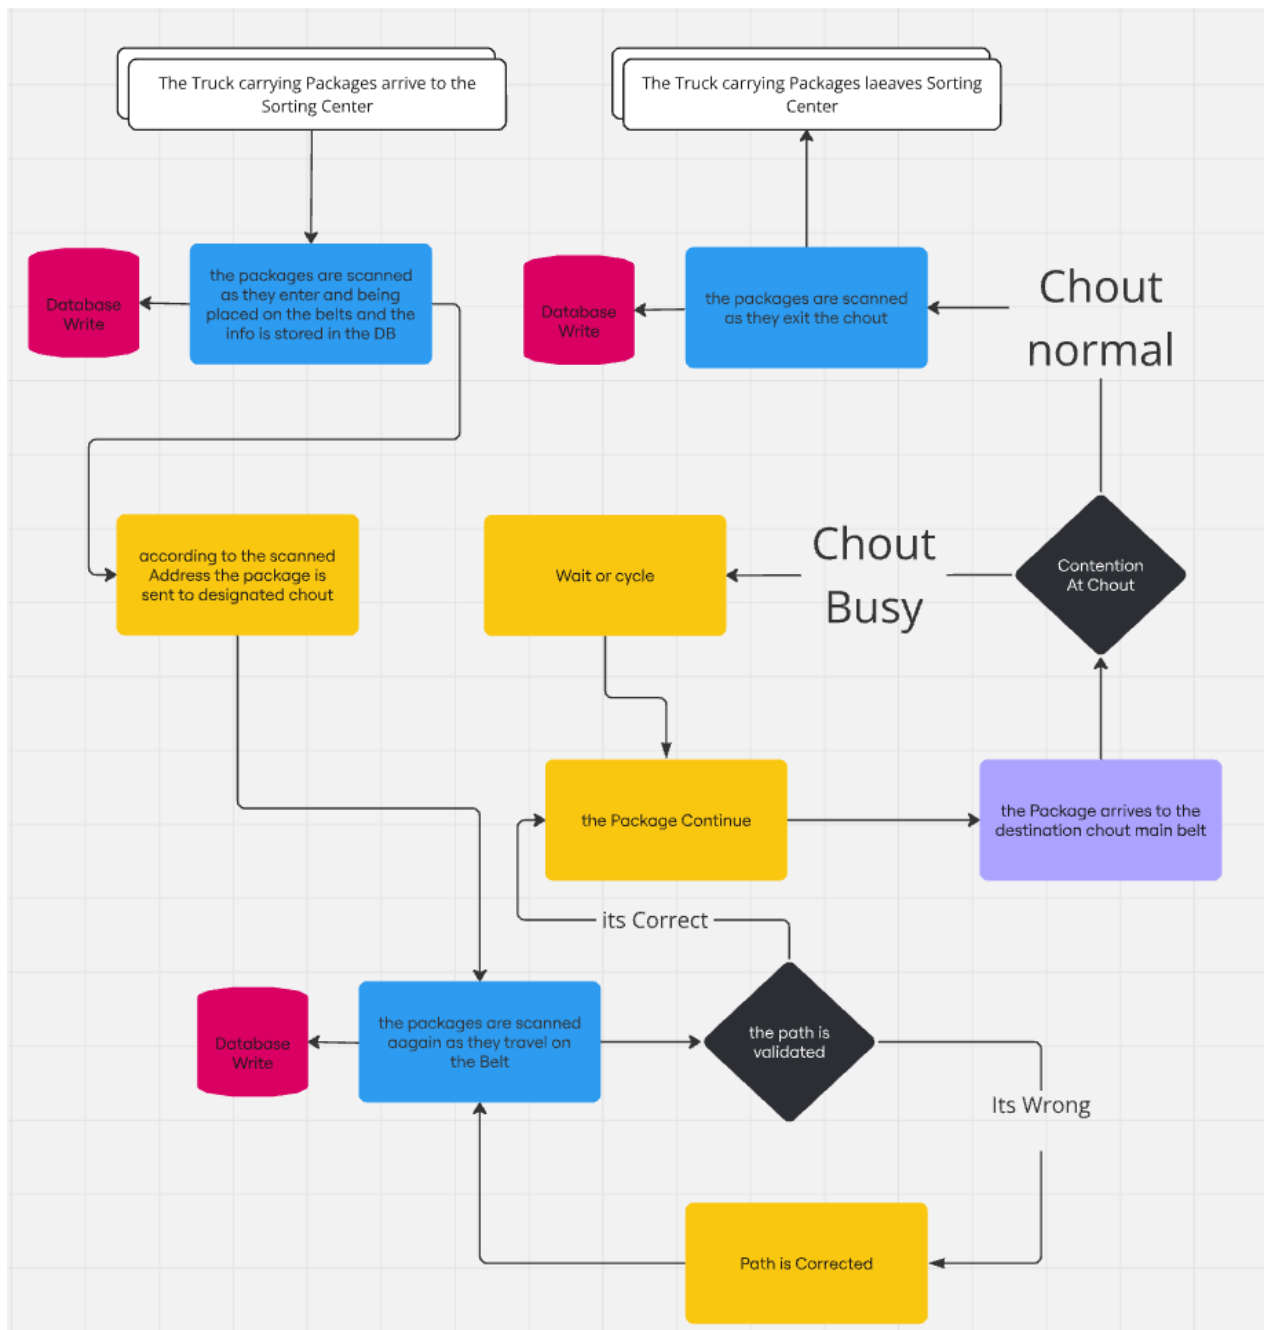 The Truck carrying Packages arrive to the
Sorting Center
The Truck carrying Packages laeaves Sorting
Center
Database
Write
the packages are scanned
as they enter and being
placed on the belts and the
info is stored in the DB
Database
Write
the packages are scanned
as they exit the chout
Chout
normal
according to the scanned
Address the package is
sent to designated chout
Wait or cycle
Chout
Busy
Contention
At Chout
the Package Continue
the Package arrives to the
destination chout main belt
its Correct
Database
Write
the packages are scanned
aagain as they travel on
the Belt
the path is
validated
Its Wrong
Path is Corrected